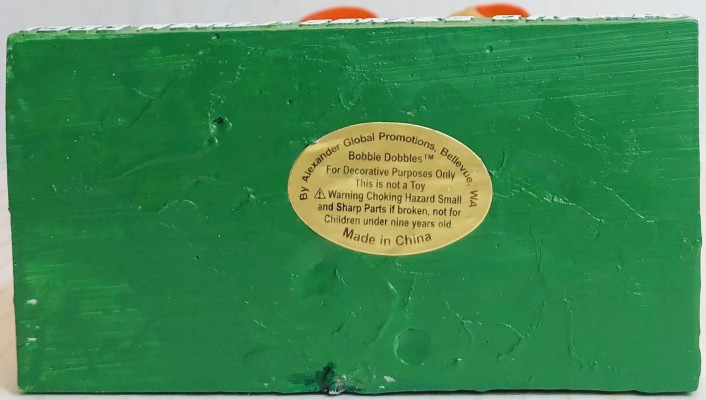 By Alexander Global Promotions, Bellevue, WA
Bobbie Dobbles™
For Decorative Purposes Only
This is not a Toy
⚠ Warning Choking Hazard Small
and Sharp Parts if broken, not for
Children under nine years old
Made in China